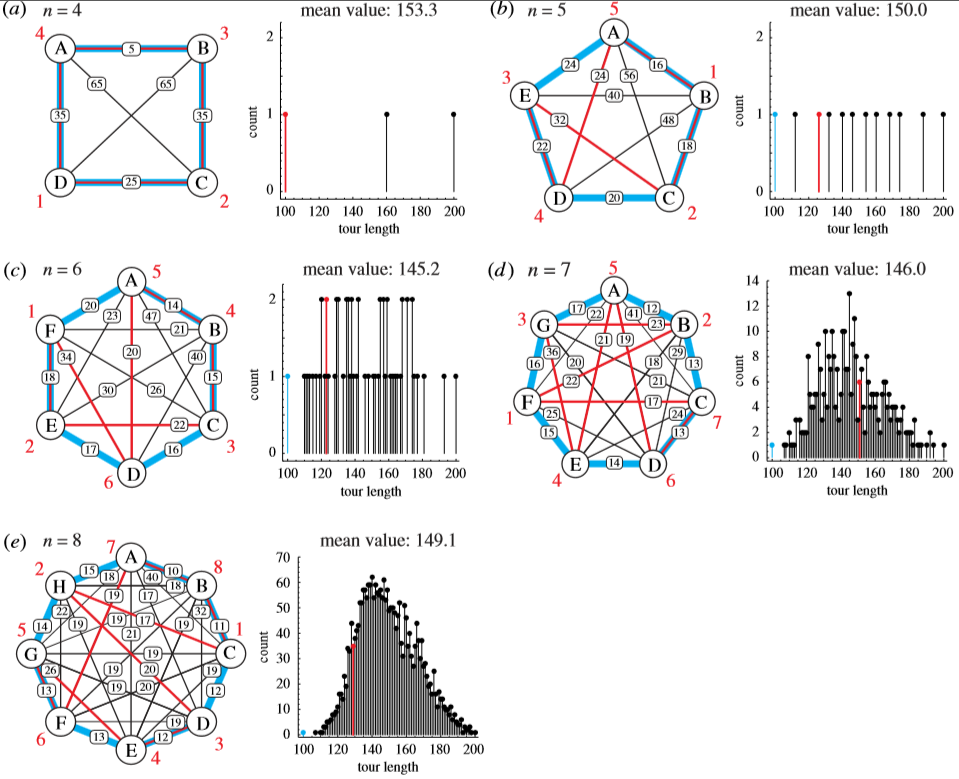 (a) n = 4
mean value: 153.3
4 A 5 B 3
65 65
35 35
1 D 25 C 2
count
2
1
0
100 120 140 160 180 200
tour length
(b) n = 5
mean value: 150.0
5
A
24 24 56 16
3 E 40 B 1
32 48
22 18
D 20 C
4 2
count
2
1
0
100 120 140 160 180 200
tour length
(c) n = 6
mean value: 145.2
A 5
20 23 47 14
1 F 21 B 4
34 20 40
18 30 26 15
2 E 22 C 3
17 16
6 D
count
2
1
0
100 120 140 160 180 200
tour length
(d) n = 7
mean value: 146.0
5
A
17 22 41 12
3 G 23 B 2
36 21 19 29
16 20 18 13
22 21
1 F 17 C 7
25 24
15 13
4 E 14 D 6
count
14
12
10
8
6
4
2
0
100 120 140 160 180 200
tour length
(e) n = 8
mean value: 149.1
7 A
15 18 40 10
2 H 18 B 8
19 17
22 32
14 19 19 17 19 11
21
5 G 19 C 1
26 19 20 19
13 19 20 12
6 F 19 D 3
13 12
E 4
count
70
60
50
40
30
20
10
0
100 120 140 160 180 200
tour length